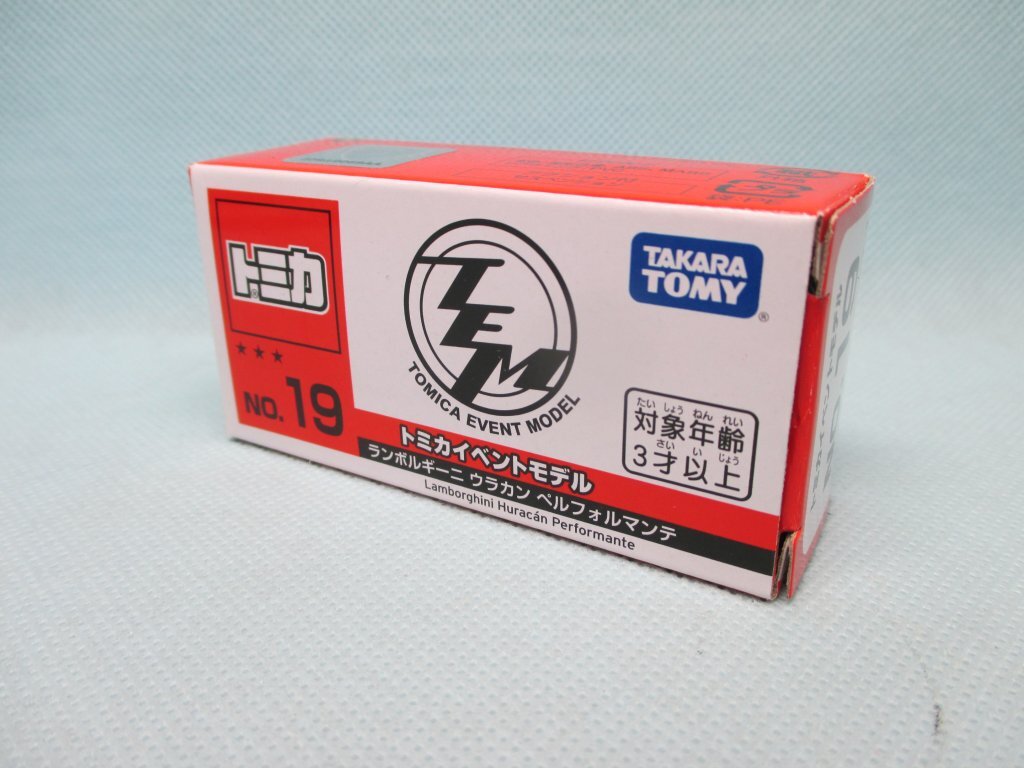 トミカ
★★★
NO.19
TEM
TOMICA EVENT MODEL
TAKARA
TOMY
®
たい しょう ねん れい
対象年齢
さい い じょう
3才以上
トミカイベントモデル
ランボルギーニ ウラカン ペルフォルマンテ
Lamborghini Huracán Performante